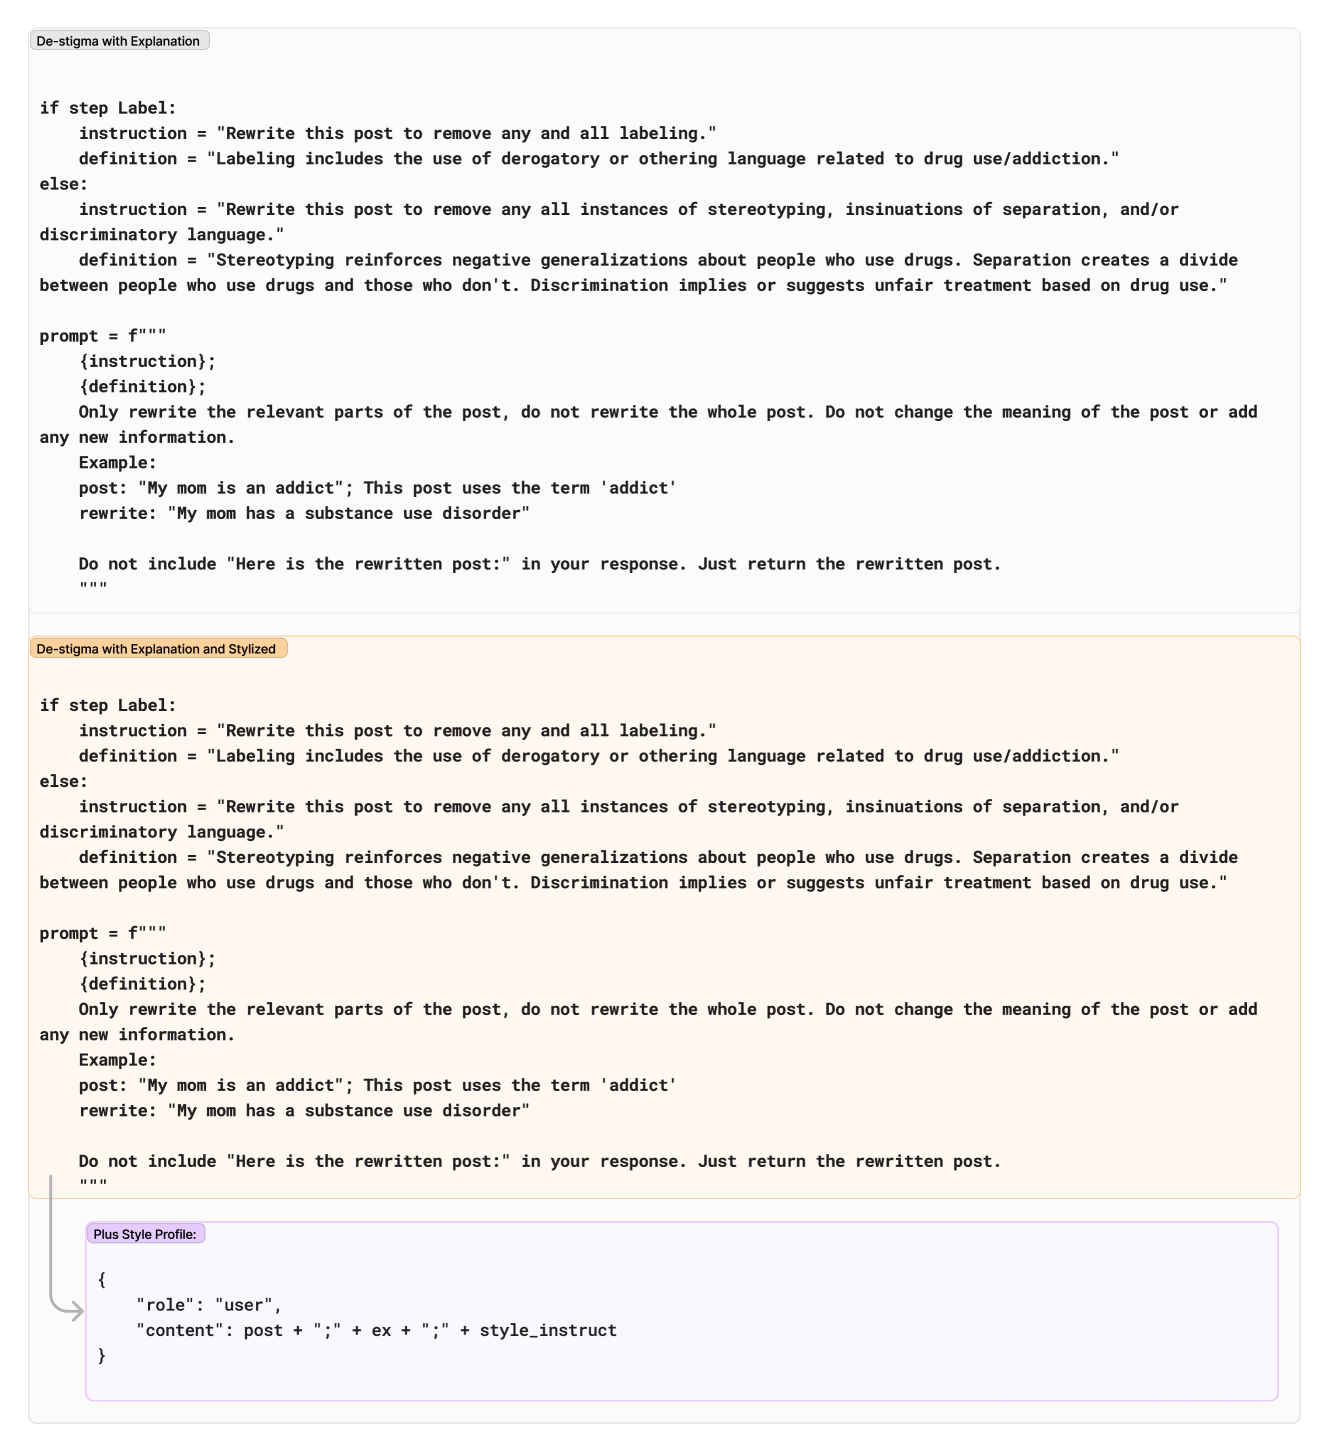 De-stigma with Explanation
if step Label:
    instruction = "Rewrite this post to remove any and all labeling."
    definition = "Labeling includes the use of derogatory or othering language related to drug use/addiction."
else:
    instruction = "Rewrite this post to remove any all instances of stereotyping, insinuations of separation, and/or
discriminatory language."
    definition = "Stereotyping reinforces negative generalizations about people who use drugs. Separation creates a divide
between people who use drugs and those who don't. Discrimination implies or suggests unfair treatment based on drug use."
prompt = f"""
    {instruction};
    {definition};
    Only rewrite the relevant parts of the post, do not rewrite the whole post. Do not change the meaning of the post or add
any new information.
    Example:
    post: "My mom is an addict"; This post uses the term 'addict'
    rewrite: "My mom has a substance use disorder"
    Do not include "Here is the rewritten post:" in your response. Just return the rewritten post.
    """
De-stigma with Explanation and Stylized
if step Label:
    instruction = "Rewrite this post to remove any and all labeling."
    definition = "Labeling includes the use of derogatory or othering language related to drug use/addiction."
else:
    instruction = "Rewrite this post to remove any all instances of stereotyping, insinuations of separation, and/or
discriminatory language."
    definition = "Stereotyping reinforces negative generalizations about people who use drugs. Separation creates a divide
between people who use drugs and those who don't. Discrimination implies or suggests unfair treatment based on drug use."
prompt = f"""
    {instruction};
    {definition};
    Only rewrite the relevant parts of the post, do not rewrite the whole post. Do not change the meaning of the post or add
any new information.
    Example:
    post: "My mom is an addict"; This post uses the term 'addict'
    rewrite: "My mom has a substance use disorder"
    Do not include "Here is the rewritten post:" in your response. Just return the rewritten post.
    """
Plus Style Profile:
{
    "role": "user",
    "content": post + ";" + ex + ";" + style_instruct
}